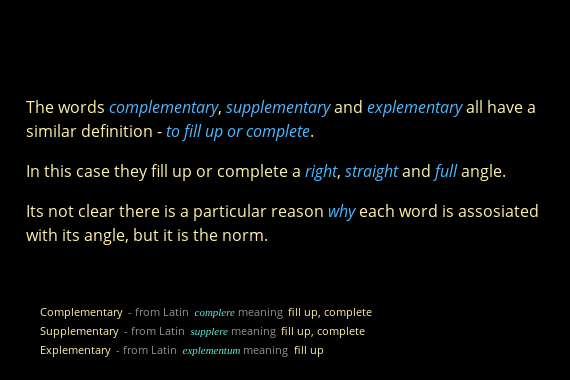 The words complementary, supplementary and explementary all have a
similar definition - to fill up or complete.
In this case they fill up or complete a right, straight and full angle.
Its not clear there is a particular reason why each word is assosiated
with its angle, but it is the norm.
Complementary - from Latin complere meaning fill up, complete
Supplementary - from Latin supplere meaning fill up, complete
Explementary - from Latin explementum meaning fill up